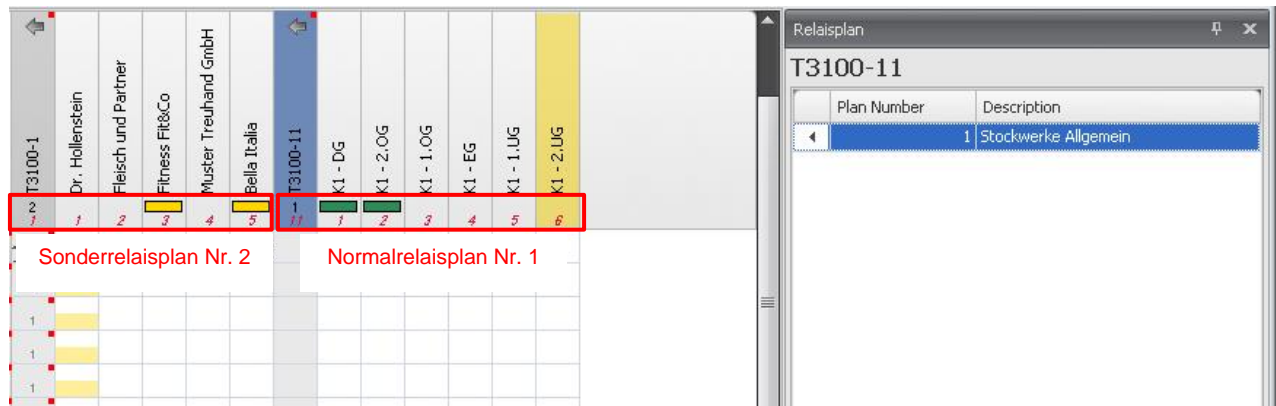 T3100-1
Dr. Hollenstein
Fleisch und Partner
Fitness Fit&Co
Muster Treuhand GmbH
Bella Italia
T3100-11
K1 - DG
K1 - 2.OG
K1 - 1.OG
K1 - EG
K1 - 1.UG
K1 - 2.UG
2 1
1 1 2 3 4 5 11 1 2 3 4 5 6
Sonderrelaisplan Nr. 2 Normalrelaisplan Nr. 1
1
1
1
Relaisplan
T3100-11
Plan Number Description
1 Stockwerke Allgemein